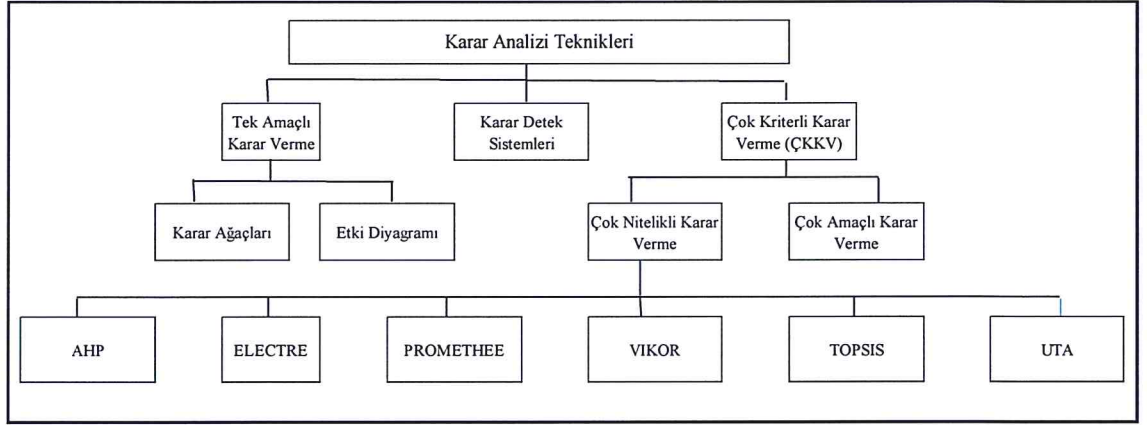 Karar Analizi Teknikleri
Tek Amaçlı
Karar Verme
Karar Detek
Sistemleri
Çok Kriterli Karar
Verme (ÇKKV)
Karar Ağaçları
Etki Diyagramı
Çok Nitelikli Karar
Verme
Çok Amaçlı Karar
Verme
AHP
ELECTRE
PROMETHEE
VIKOR
TOPSIS
UTA